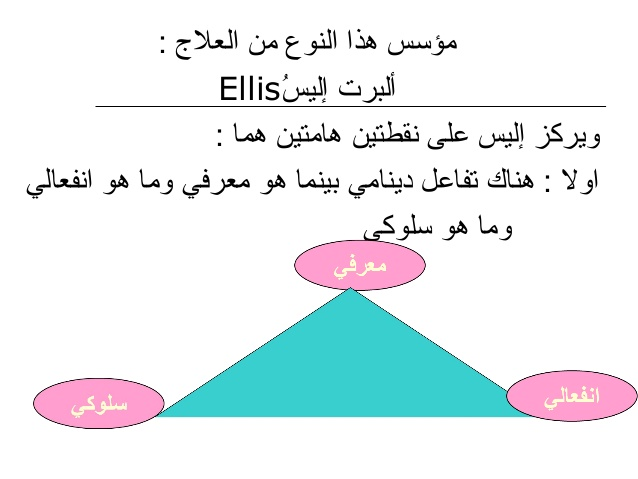 مؤسس هذا النوع من العلاج :
ألبرت إليسُEllis
ويركز إليس على نقطتين هامتين هما :
اولا : هناك تفاعل دينامي بينما هو معرفي وما هو انفعالي
وما هو سلوكي
معرفي
انفعالي
سلوكي